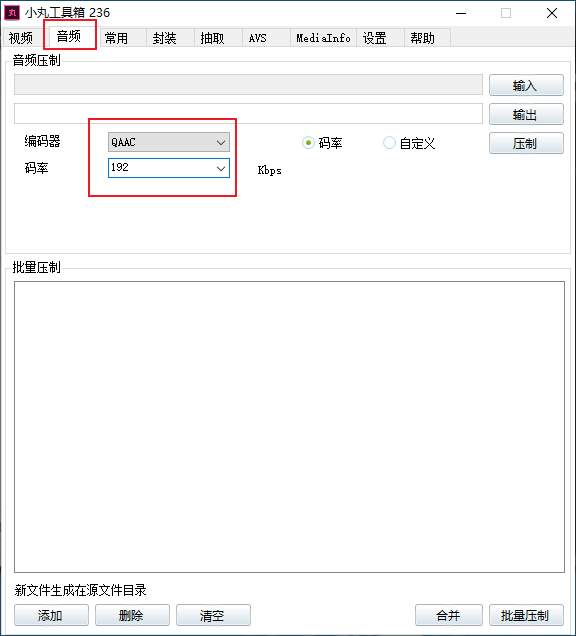 小丸工具箱 236
视频 音频 常用 封装 抽取 AVS MediaInfo 设置 帮助
音频压制
输入
输出
编码器 QAAC 码率 自定义 压制
码率 192 Kbps
批量压制
新文件生成在源文件目录
添加 删除 清空 合并 批量压制